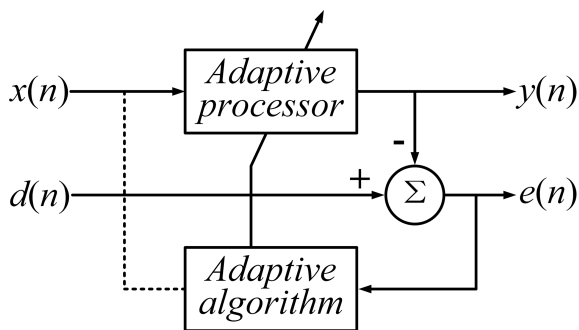 x(n)
Adaptive
processor
y(n)
-
d(n)
+
Σ
e(n)
Adaptive
algorithm